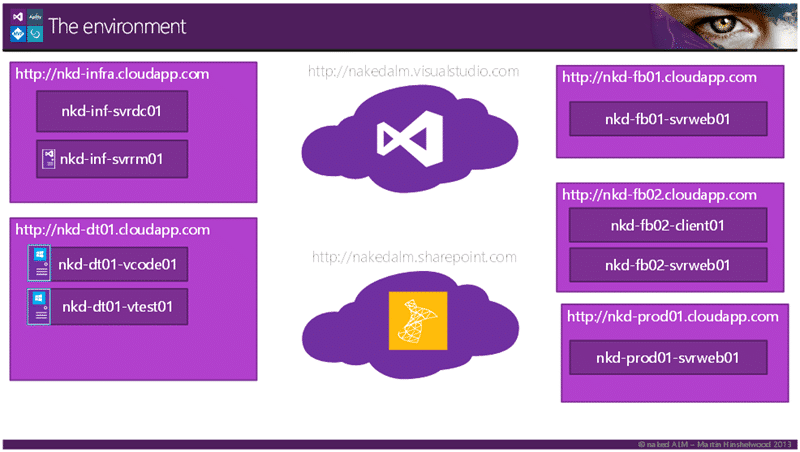 The environment
http://nkd-infra.cloudapp.com
nkd-inf-svrdc01
nkd-inf-svrrm01
http://nkd-dt01.cloudapp.com
nkd-dt01-vcode01
nkd-dt01-vtest01
http://nakedalm.visualstudio.com
http://nakedalm.sharepoint.com
http://nkd-fb01.cloudapp.com
nkd-fb01-svrweb01
http://nkd-fb02.cloudapp.com
nkd-fb02-client01
nkd-fb02-svrweb01
http://nkd-prod01.cloudapp.com
nkd-prod01-svrweb01
© naked ALM – Martin Hinshelwood 2013